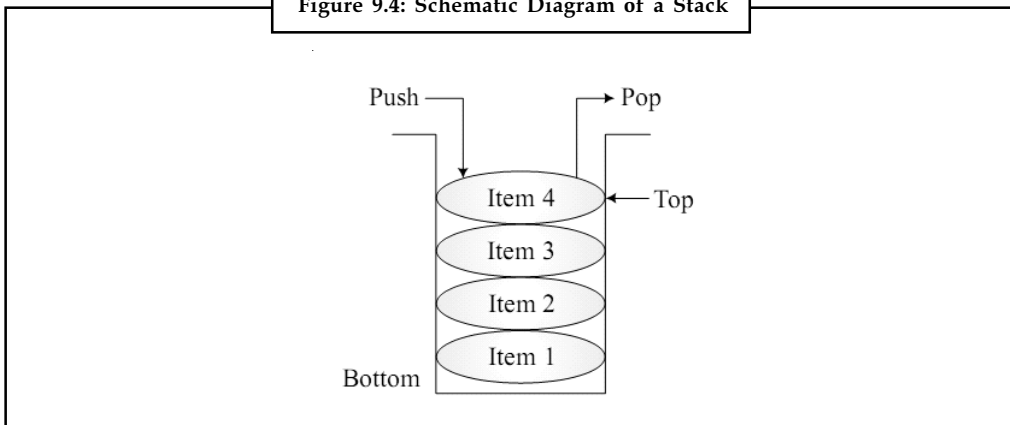 Figure 9.4: Schematic Diagram of a Stack
Push
Pop
Item 4
Top
Item 3
Item 2
Item 1
Bottom